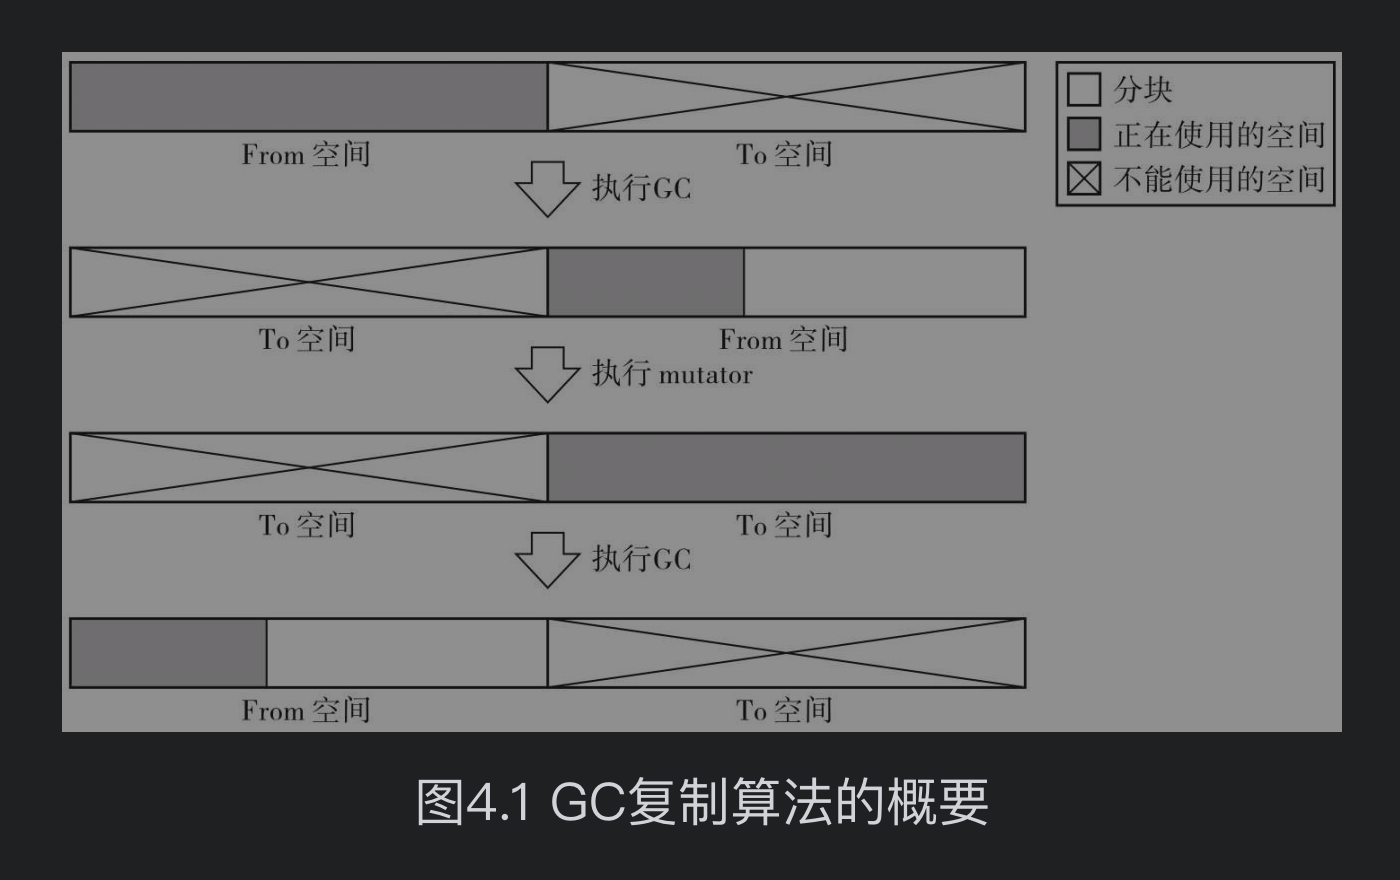 From 空间
To 空间
分块
正在使用的空间
不能使用的空间
执行GC
To 空间
From 空间
执行 mutator
To 空间
To 空间
执行GC
From 空间
To 空间
图4.1 GC复制算法的概要